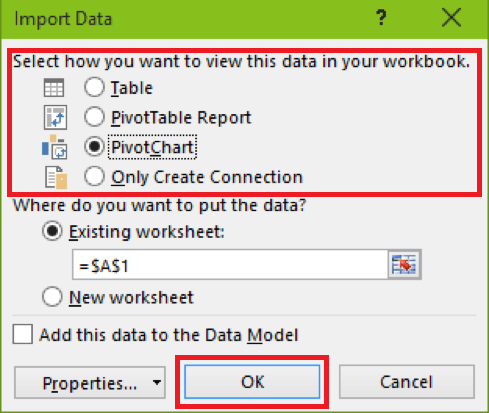 Import Data
?
Select how you want to view this data in your workbook.
Table
PivotTable Report
PivotChart
Only Create Connection
Where do you want to put the data?
Existing worksheet:
=$A$1
New worksheet
Add this data to the Data Model
Properties...
OK
Cancel